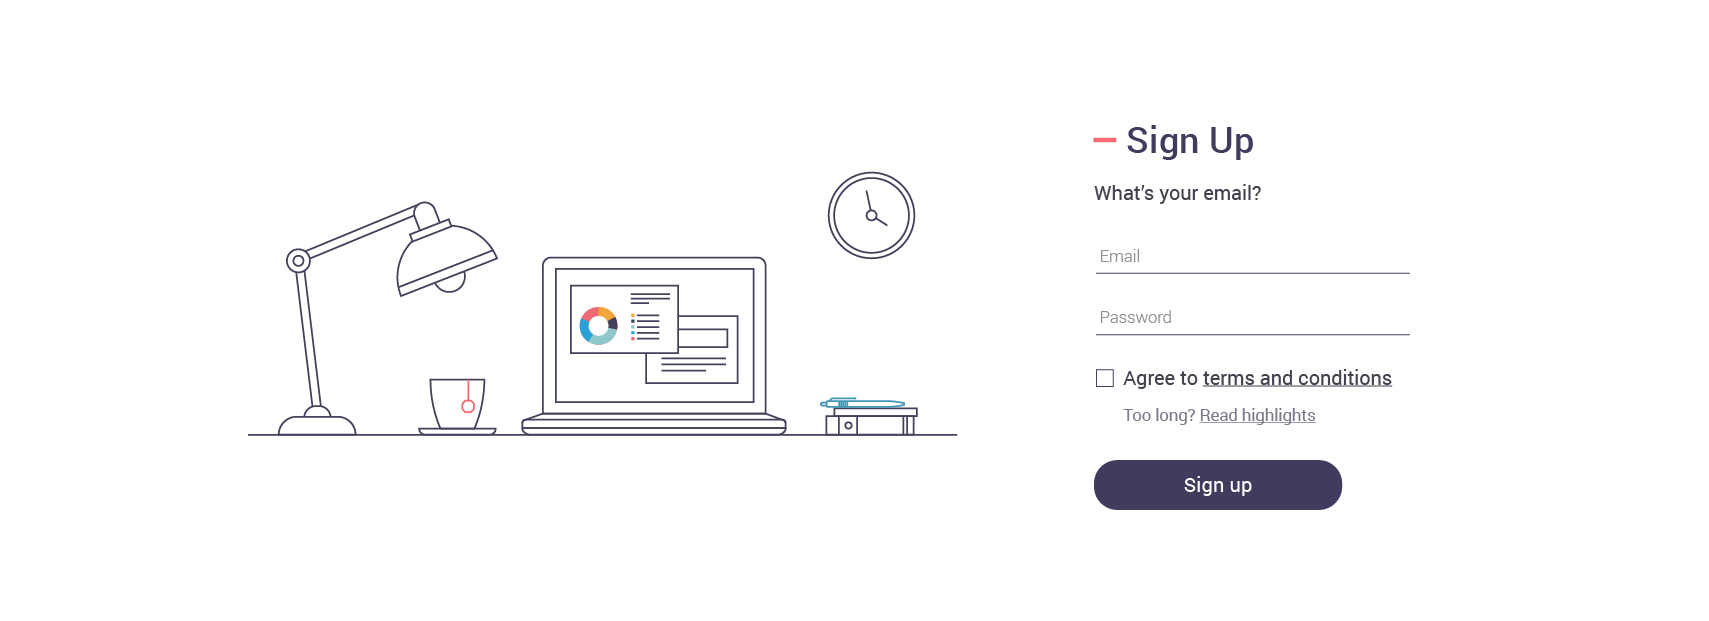 Sign Up
What’s your email?
Email
Password
Agree to terms and conditions
Too long? Read highlights
Sign up